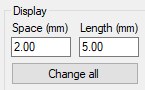 Display
Space (mm) Length (mm)
2.00 5.00
Change all